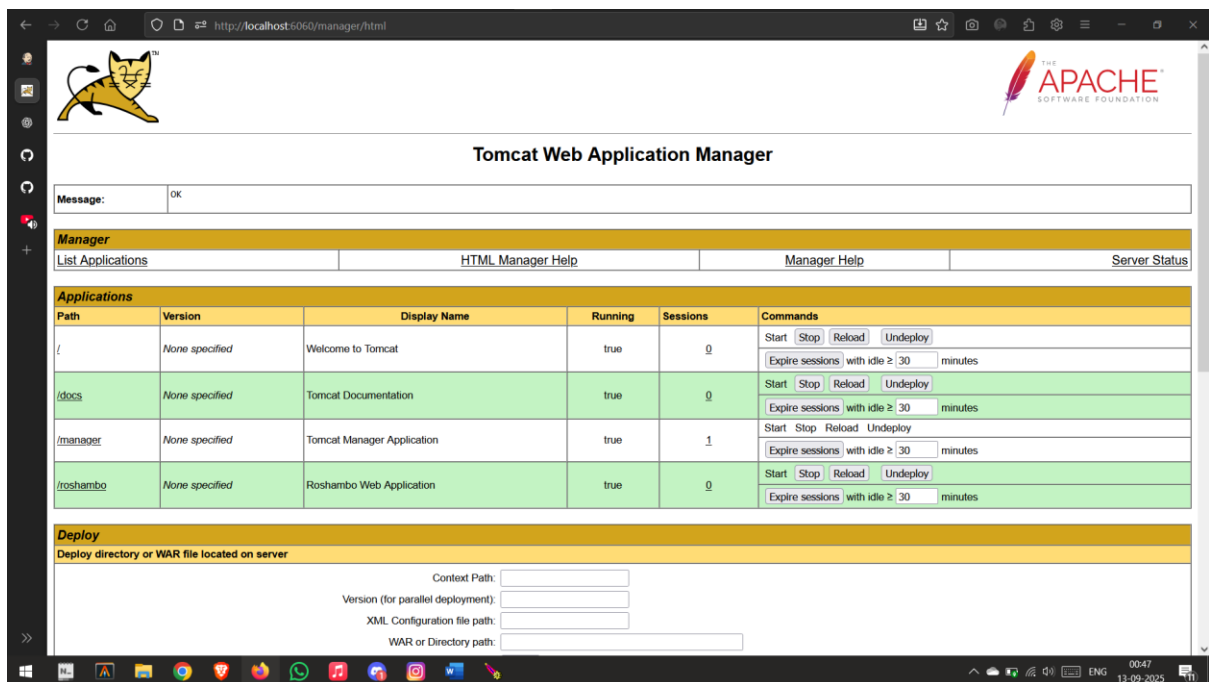 http://localhost:6060/manager/html
TM
THE
APACHE
SOFTWARE FOUNDATION
Tomcat Web Application Manager
Message: OK
Manager
List Applications HTML Manager Help Manager Help Server Status
Applications
Path Version Display Name Running Sessions Commands
/ None specified Welcome to Tomcat true 0 Start Stop Reload Undeploy
Expire sessions with idle ≥ 30 minutes
/docs None specified Tomcat Documentation true 0 Start Stop Reload Undeploy
Expire sessions with idle ≥ 30 minutes
/manager None specified Tomcat Manager Application true 1 Start Stop Reload Undeploy
Expire sessions with idle ≥ 30 minutes
/roshambo None specified Roshambo Web Application true 0 Start Stop Reload Undeploy
Expire sessions with idle ≥ 30 minutes
Deploy
Deploy directory or WAR file located on server
Context Path:
Version (for parallel deployment):
XML Configuration file path:
WAR or Directory path:
ENG 00:47
13-09-2025